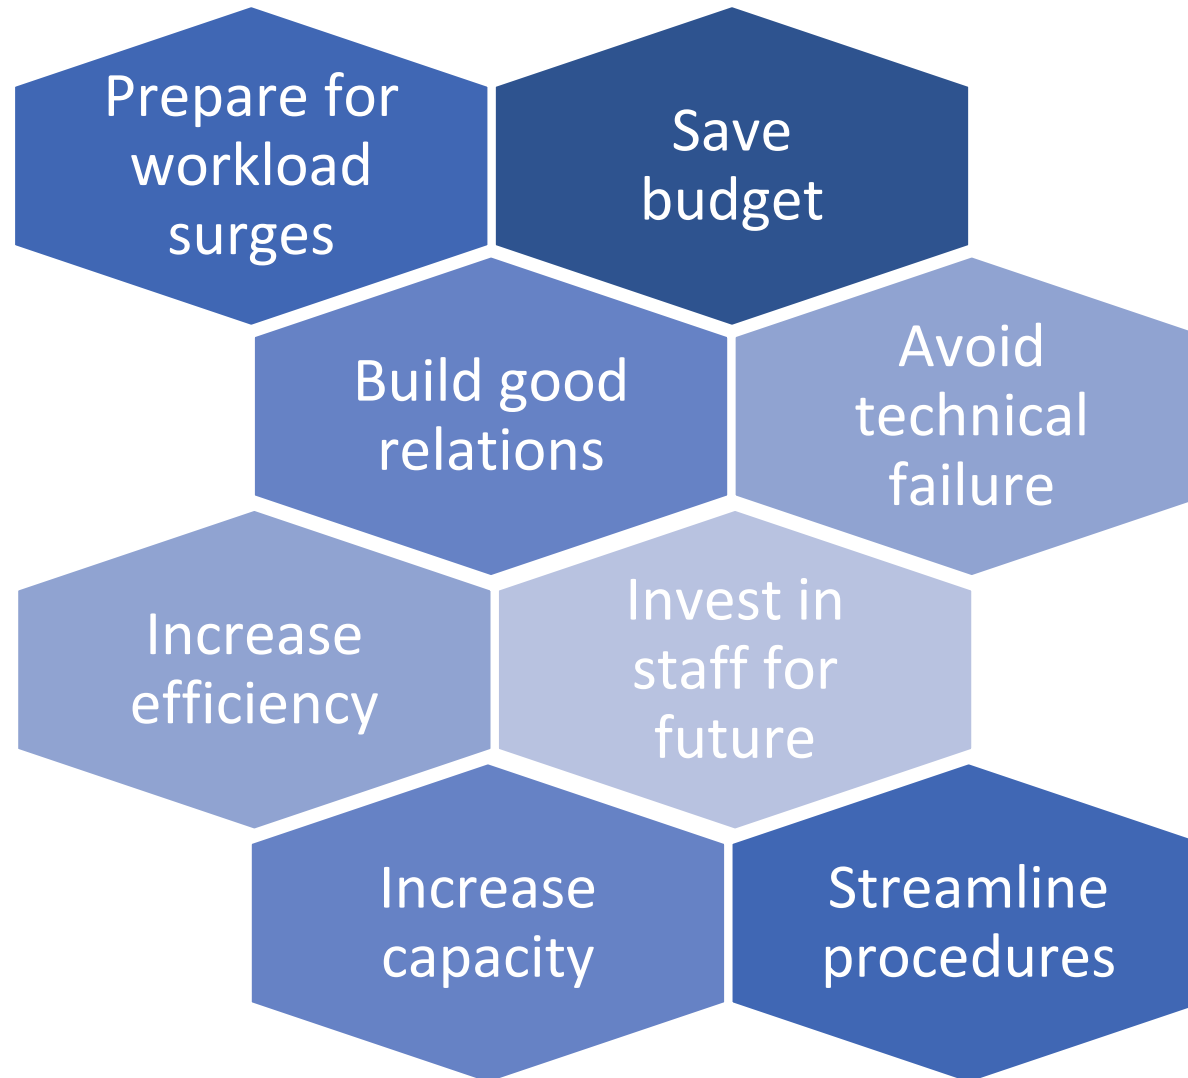 Prepare for
workload
surges
Save
budget
Build good
relations
Avoid
technical
failure
Increase
efficiency
Invest in
staff for
future
Increase
capacity
Streamline
procedures